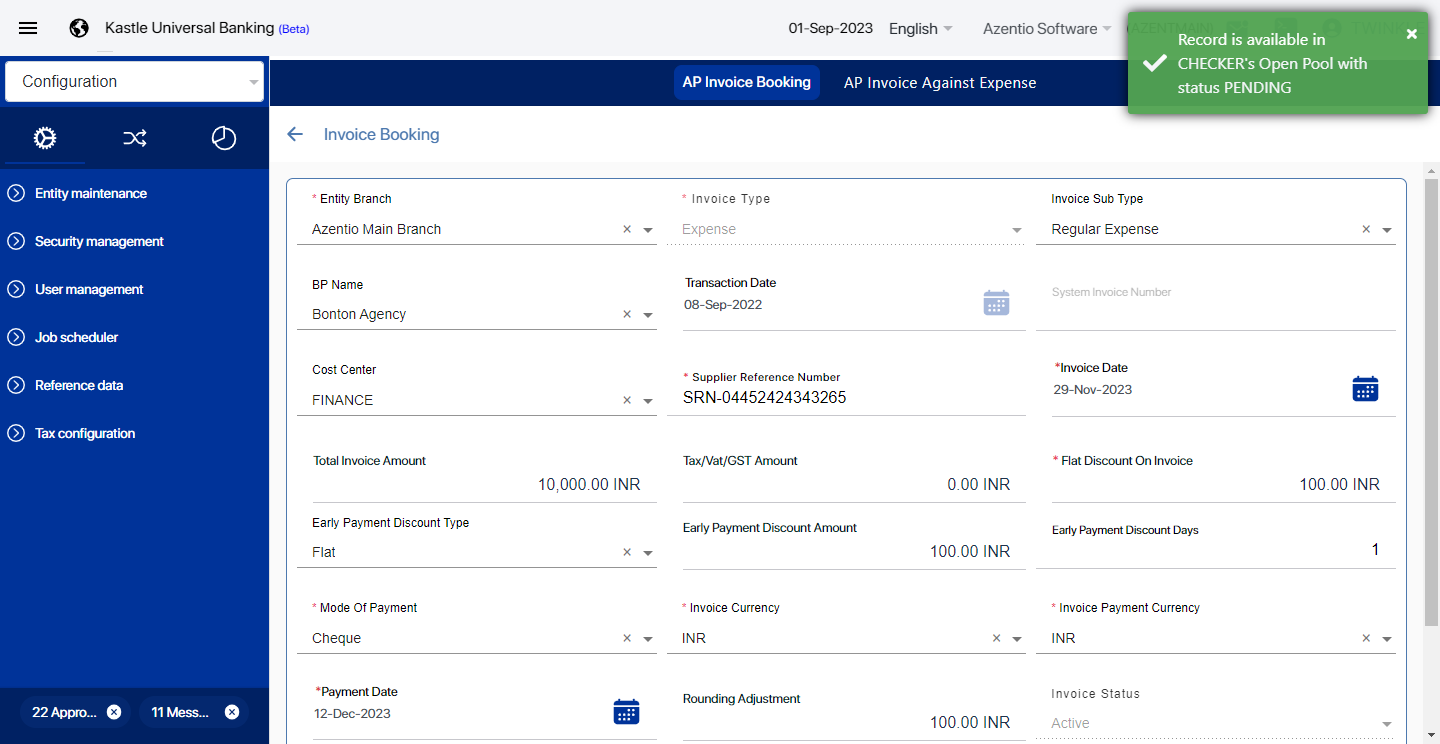 Kastle Universal Banking (Beta)
01-Sep-2023
English
Azentio Software
Record is available in
CHECKER's Open Pool with
status PENDING
Configuration
AP Invoice Booking
AP Invoice Against Expense
Invoice Booking
Entity maintenance
Security management
User management
Job scheduler
Reference data
Tax configuration
22 Appro...
11 Mess...
* Entity Branch
Azentio Main Branch
* Invoice Type
Expense
Invoice Sub Type
Regular Expense
BP Name
Bonton Agency
Transaction Date
08-Sep-2022
System Invoice Number
Cost Center
FINANCE
* Supplier Reference Number
SRN-04452424343265
*Invoice Date
29-Nov-2023
Total Invoice Amount
10,000.00 INR
Tax/Vat/GST Amount
0.00 INR
* Flat Discount On Invoice
100.00 INR
Early Payment Discount Type
Flat
Early Payment Discount Amount
100.00 INR
Early Payment Discount Days
1
* Mode Of Payment
Cheque
* Invoice Currency
INR
* Invoice Payment Currency
INR
*Payment Date
12-Dec-2023
Rounding Adjustment
100.00 INR
Invoice Status
Active